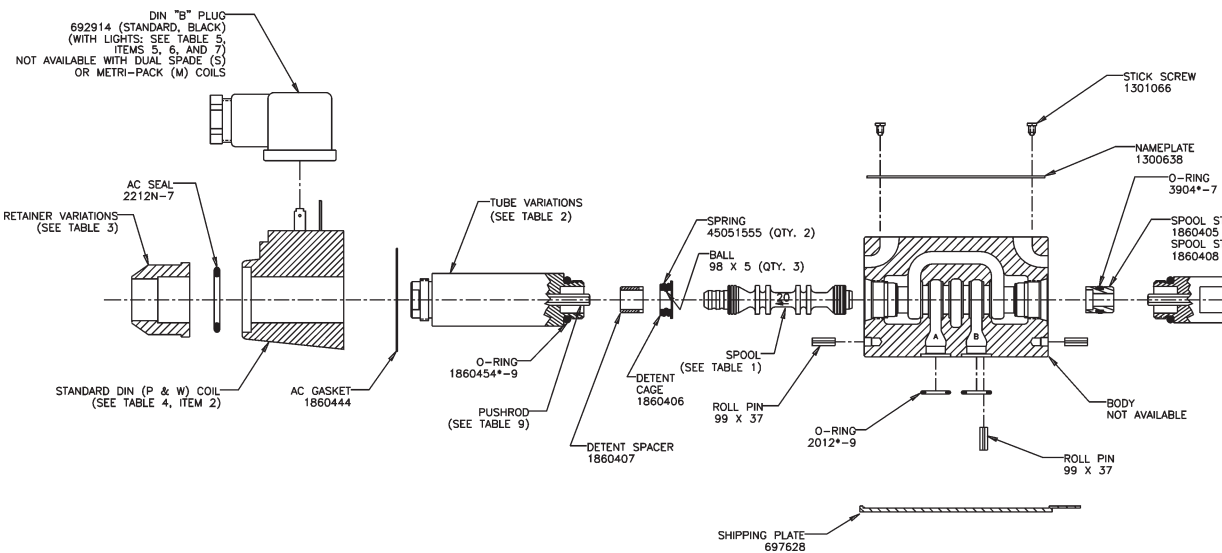 DIN "B" PLUG
692914 (STANDARD, BLACK)
(WITH LIGHTS: SEE TABLE 5,
ITEMS 5, 6, AND 7)
NOT AVAILABLE WITH DUAL SPADE (S)
OR METRI-PACK (M) COILS
STICK SCREW
1301066
NAMEPLATE
1300638
O-RING
3904*-7
AC SEAL
2212N-7
RETAINER VARIATIONS
(SEE TABLE 3)
TUBE VARIATIONS
(SEE TABLE 2)
SPRING
45051555 (QTY. 2)
BALL
98 X 5 (QTY. 3)
SPOOL ST
1860405
SPOOL ST
1860408
20
A
B
STANDARD DIN (P & W) COIL
(SEE TABLE 4, ITEM 2)
AC GASKET
1860444
O-RING
1860454*-9
PUSHROD
(SEE TABLE 9)
DETENT SPACER
1860407
DETENT
CAGE
1860406
SPOOL
(SEE TABLE 1)
ROLL PIN
99 X 37
O-RING
2012*-9
BODY
NOT AVAILABLE
ROLL PIN
99 X 37
SHIPPING PLATE
697628